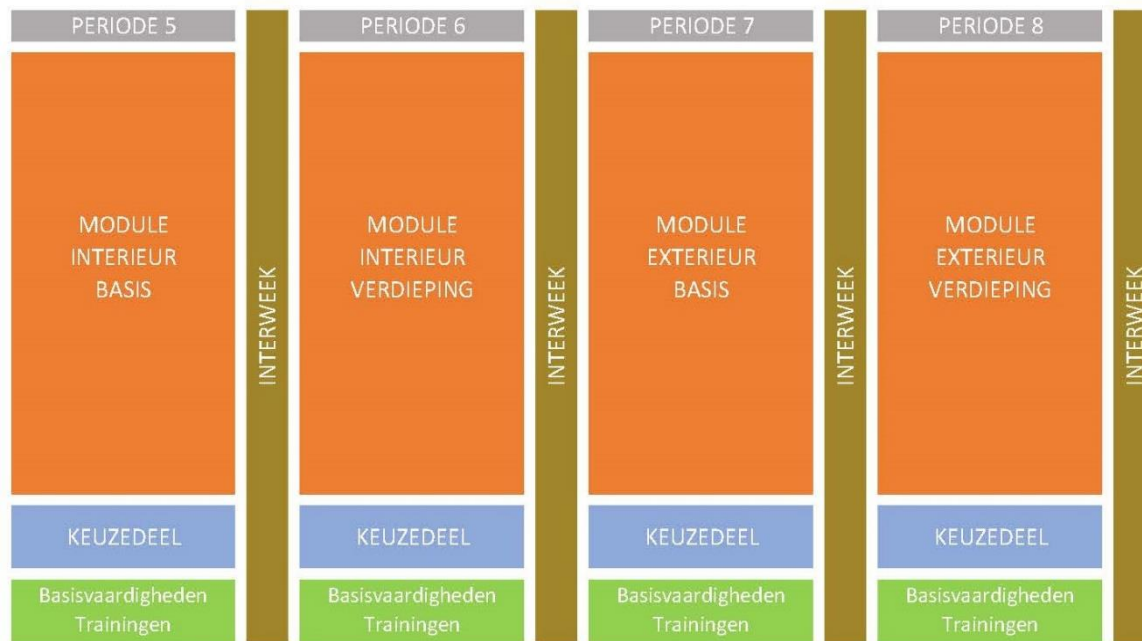 PERIODE 5
MODULE
INTERIEUR
BASIS
KEUZEDEEL
Basisvaardigheden
Trainingen
INTERWEEK
PERIODE 6
MODULE
INTERIEUR
VERDIEPING
KEUZEDEEL
Basisvaardigheden
Trainingen
INTERWEEK
PERIODE 7
MODULE
EXTERIEUR
BASIS
KEUZEDEEL
Basisvaardigheden
Trainingen
INTERWEEK
PERIODE 8
MODULE
EXTERIEUR
VERDIEPING
KEUZEDEEL
Basisvaardigheden
Trainingen
INTERWEEK